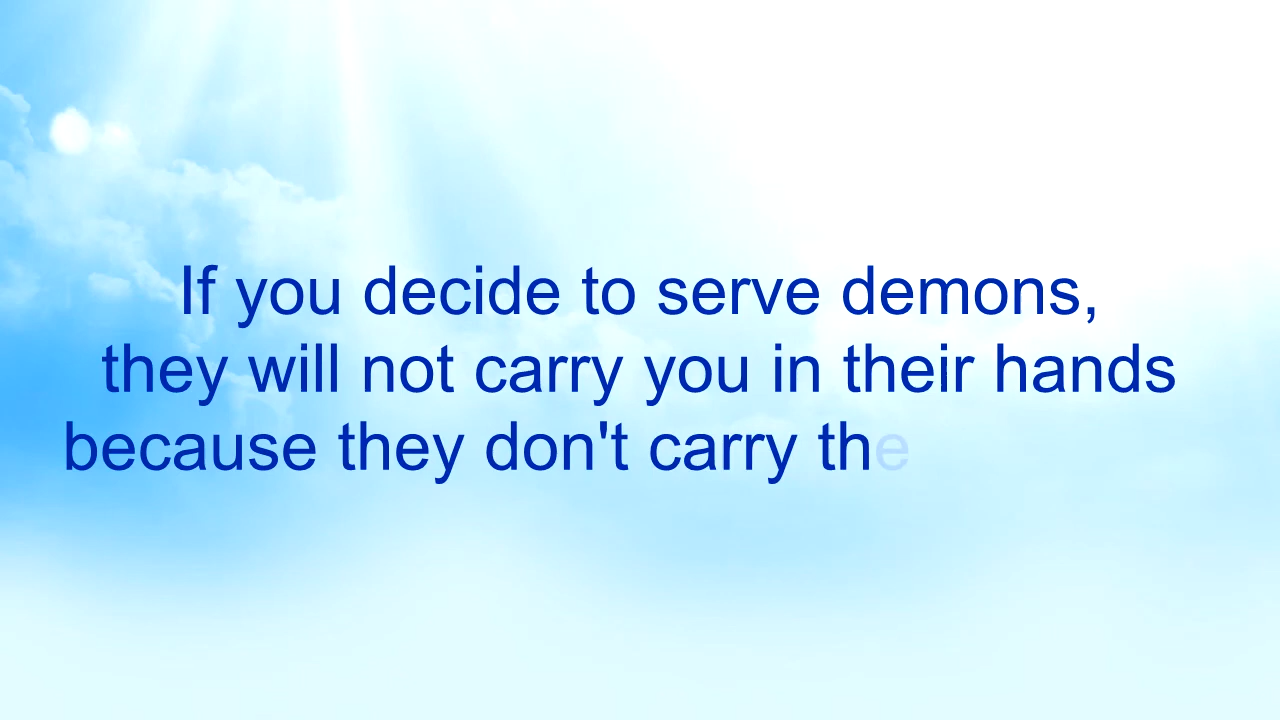 If you decide to serve demons,
they will not carry you in their hands
because they don't carry the